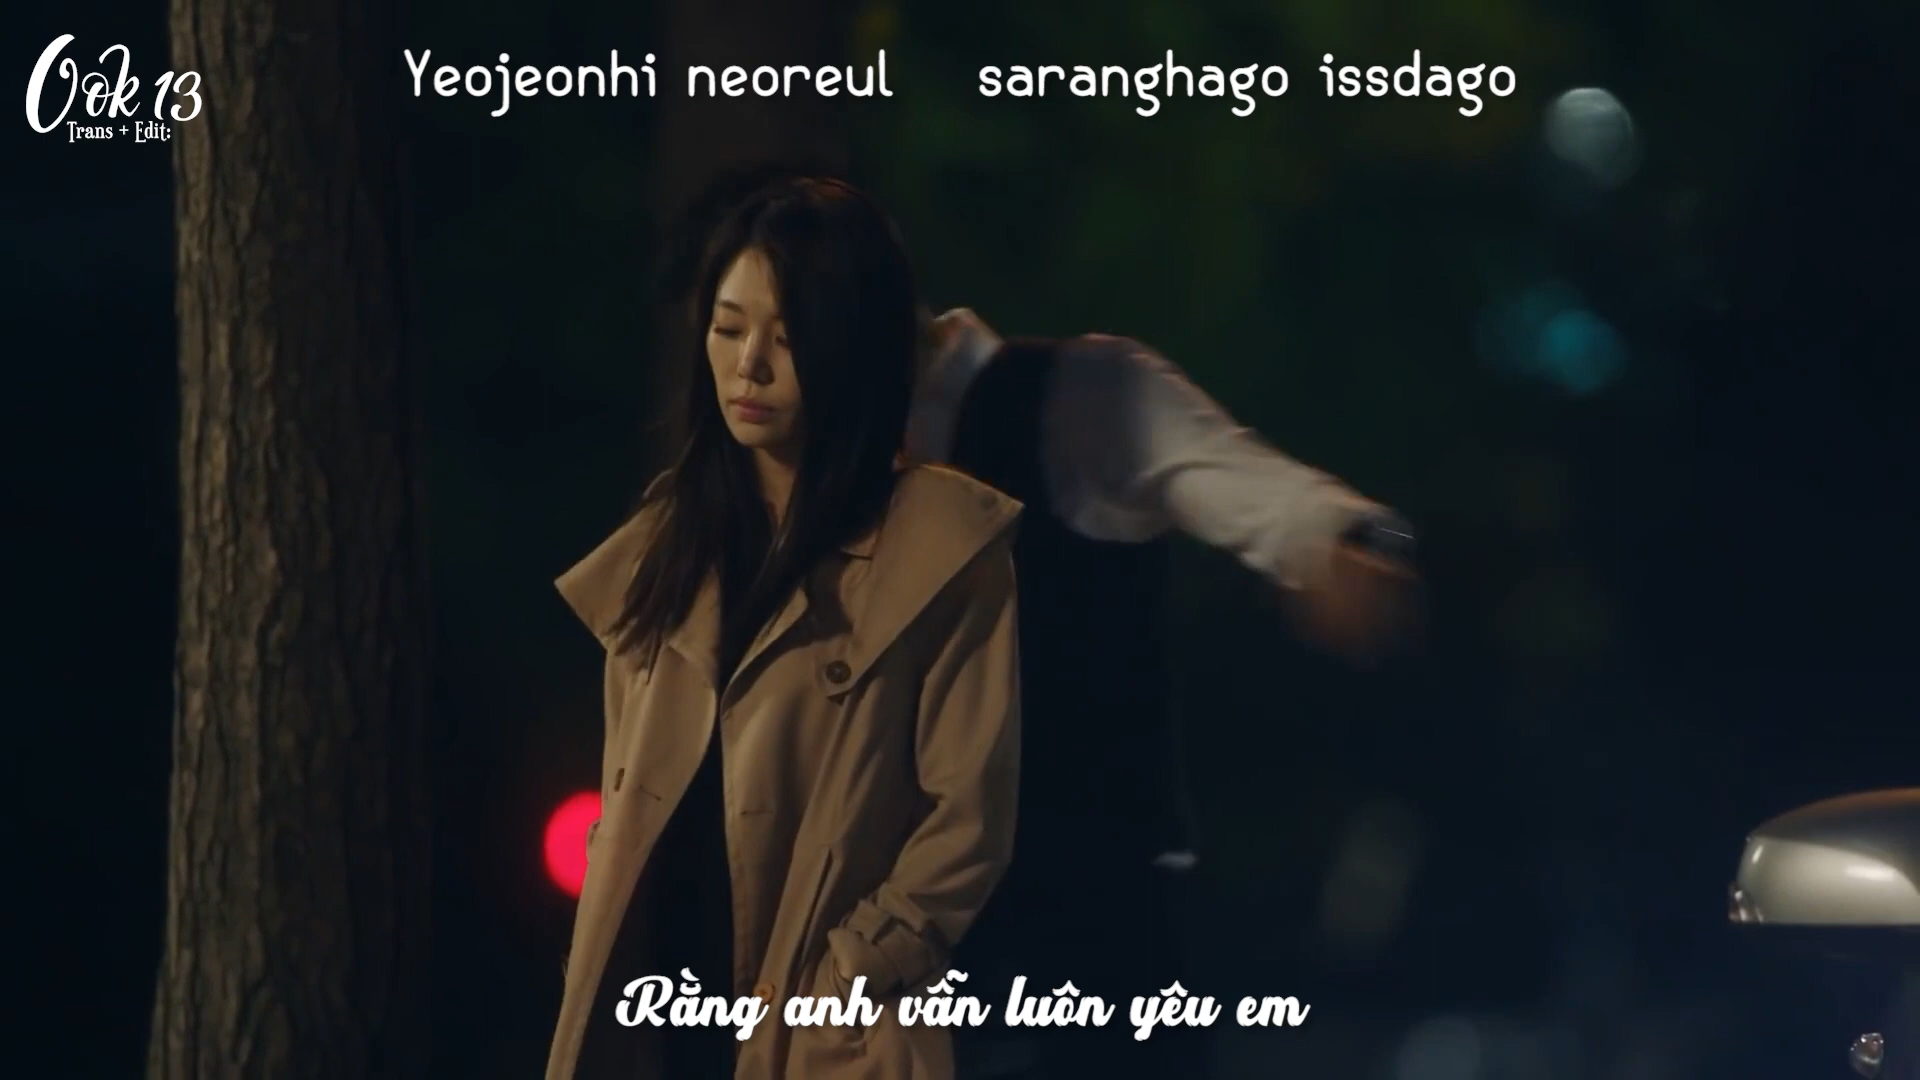 Ook 13
Trans + Edit:
Yeojeonhi neoreul saranghago issdago
Rằng anh vẫn luôn yêu em